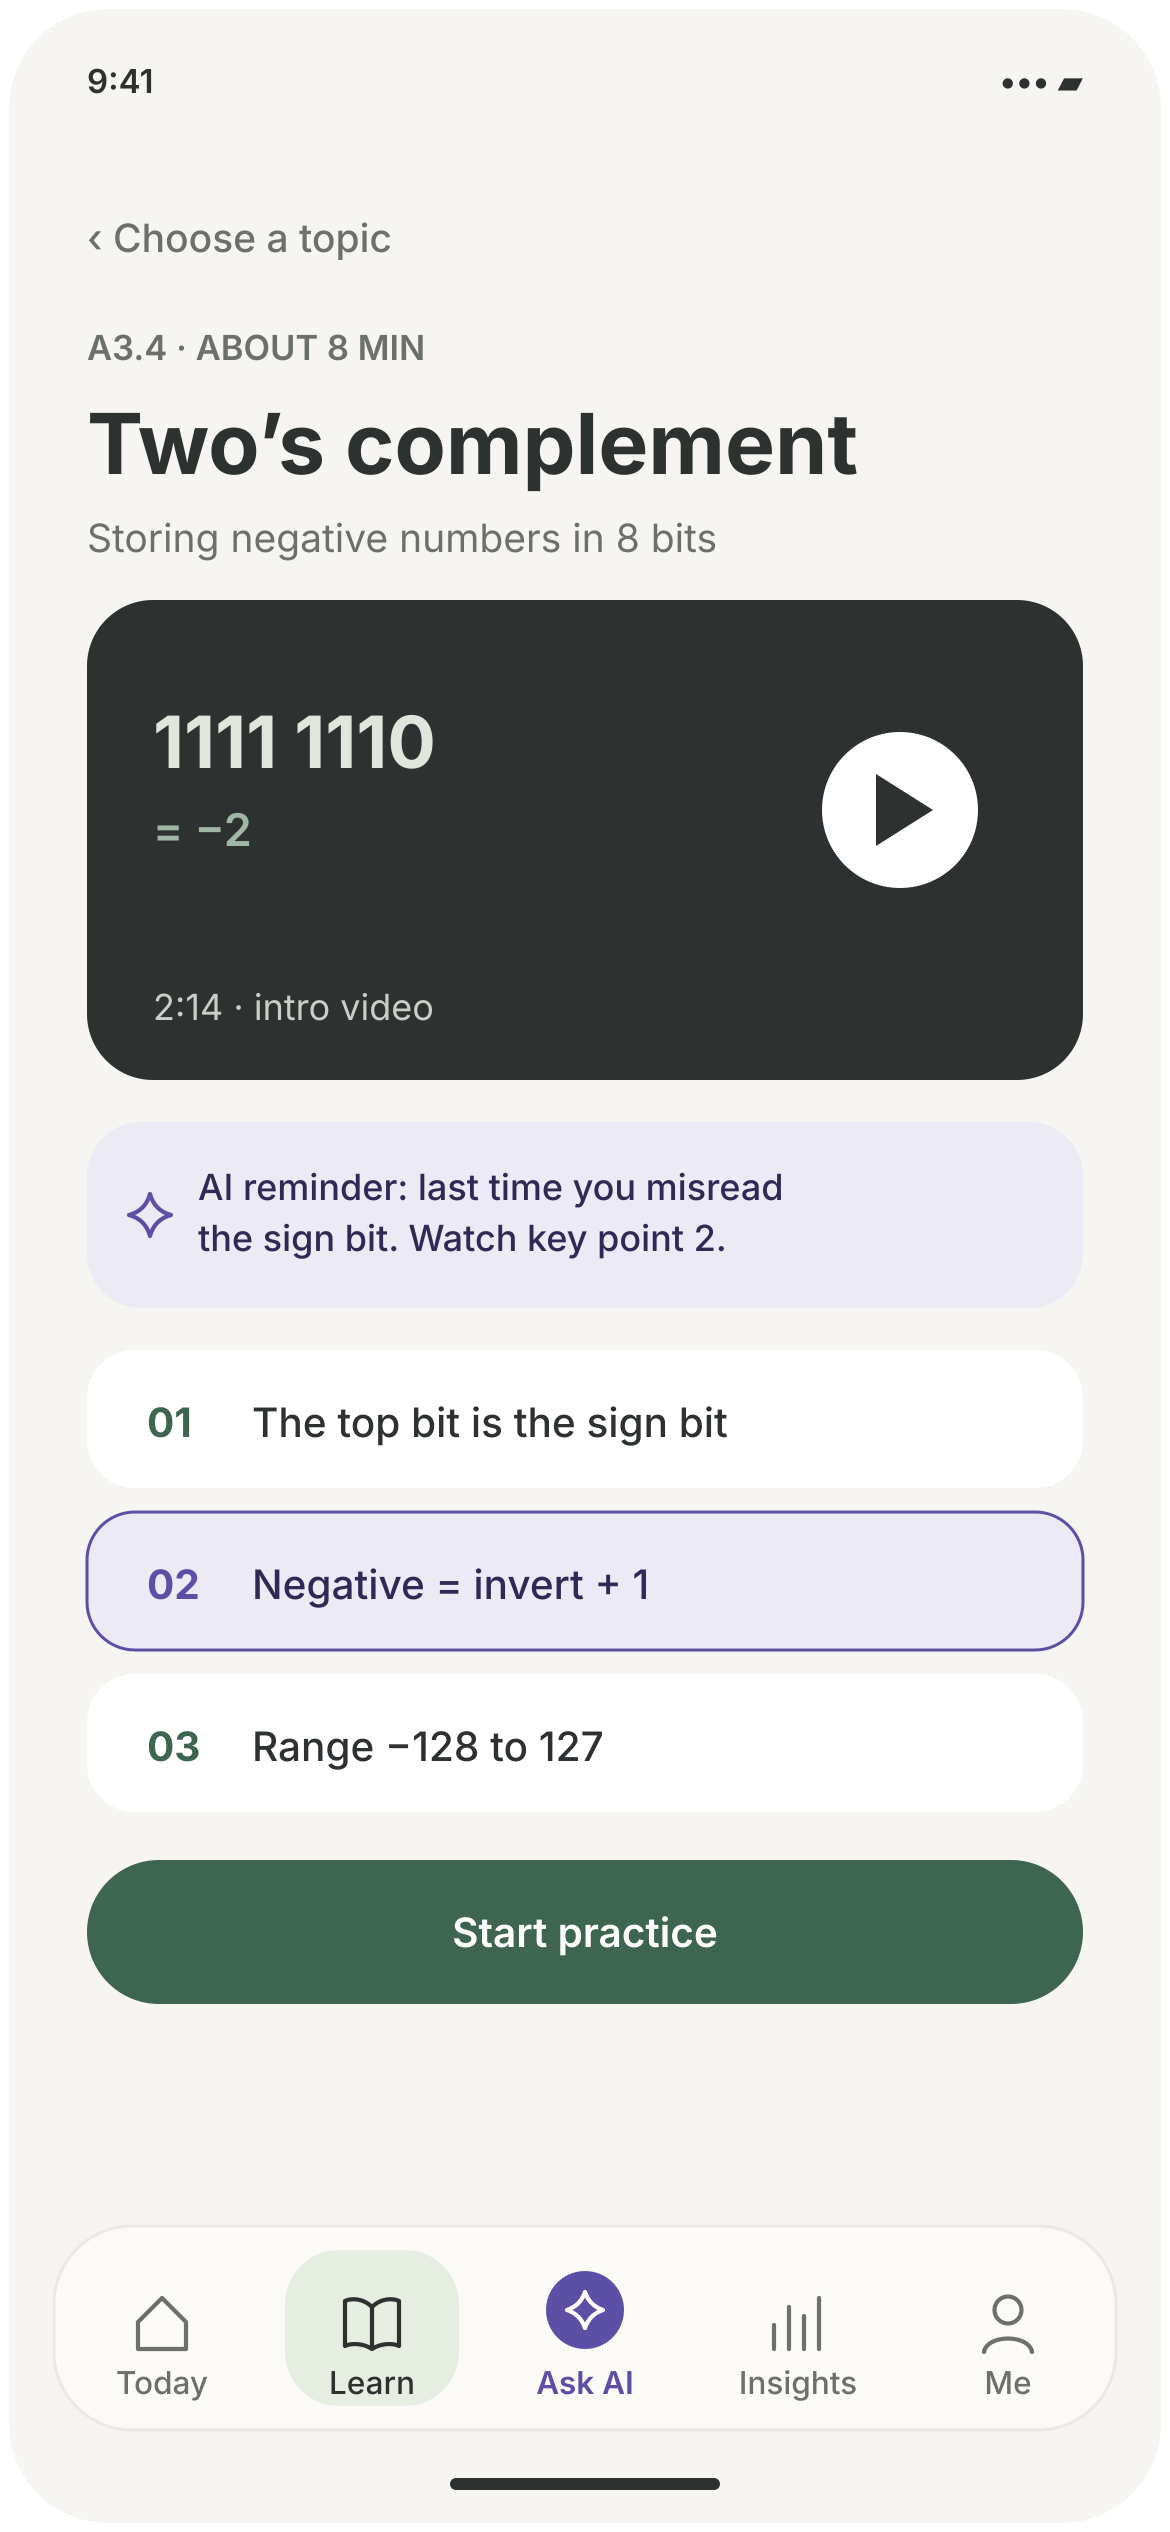 9:41
‹ Choose a topic
A3.4 · ABOUT 8 MIN
Two’s complement
Storing negative numbers in 8 bits
1111 1110
= −2
2:14 · intro video
AI reminder: last time you misread
the sign bit. Watch key point 2.
01 The top bit is the sign bit
02 Negative = invert + 1
03 Range −128 to 127
Start practice
Today Learn Ask AI Insights Me